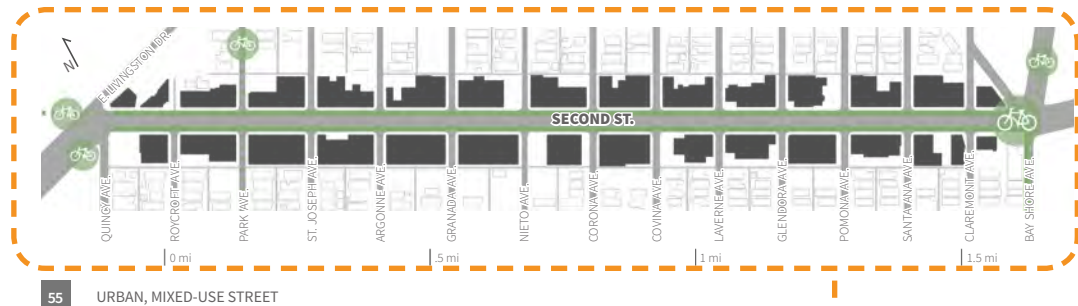 N
E. LIVINGSTON DR.
SECOND ST.
QUINCY AVE.
ROYCROFT AVE.
PARK AVE.
ST. JOSEPH AVE.
ARGONNE AVE.
GRANADA AVE.
NIETO AVE.
CORONA AVE.
COVINA AVE.
LAVERNE AVE.
GLENDORA AVE.
POMONA AVE.
SANTA ANA AVE.
CLAREMONT AVE.
BAY SHORE AVE.
0 mi
.5 mi
1 mi
1.5 mi
55 URBAN, MIXED-USE STREET